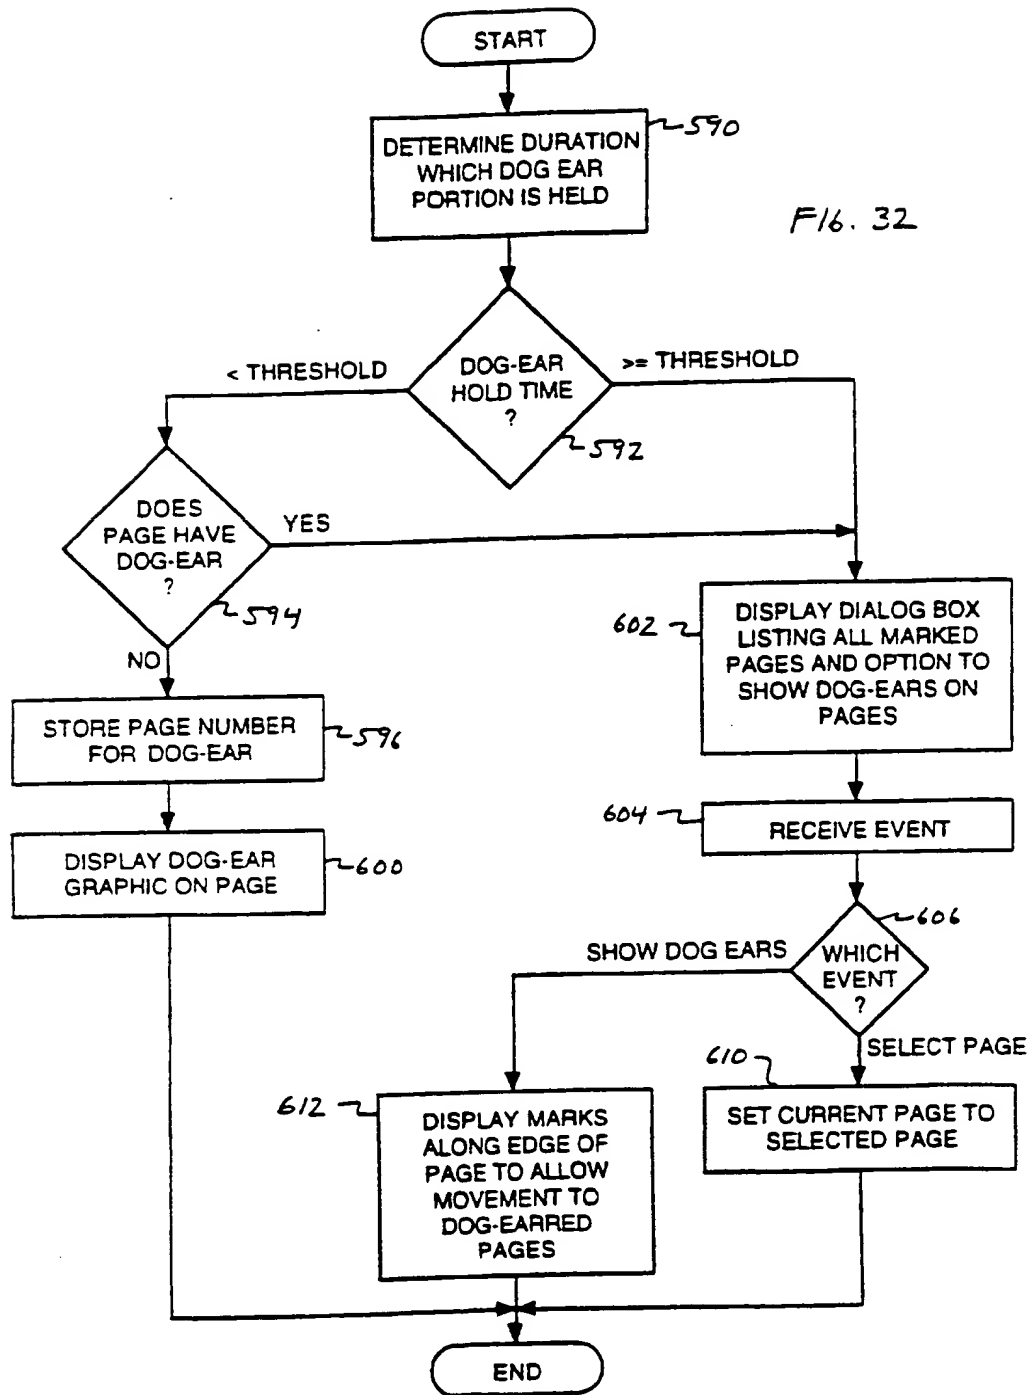 START
DETERMINE DURATION
WHICH DOG EAR
PORTION IS HELD
590
FIG. 32
< THRESHOLD
DOG-EAR
HOLD TIME
?
>= THRESHOLD
592
DOES
PAGE HAVE
DOG-EAR
?
YES
594
NO
STORE PAGE NUMBER
FOR DOG-EAR
596
DISPLAY DOG-EAR
GRAPHIC ON PAGE
600
602
DISPLAY DIALOG BOX
LISTING ALL MARKED
PAGES AND OPTION TO
SHOW DOG-EARS ON
PAGES
604
RECEIVE EVENT
606
SHOW DOG EARS
WHICH
EVENT
?
SELECT PAGE
610
SET CURRENT PAGE TO
SELECTED PAGE
612
DISPLAY MARKS
ALONG EDGE OF
PAGE TO ALLOW
MOVEMENT TO
DOG-EARRED
PAGES
END